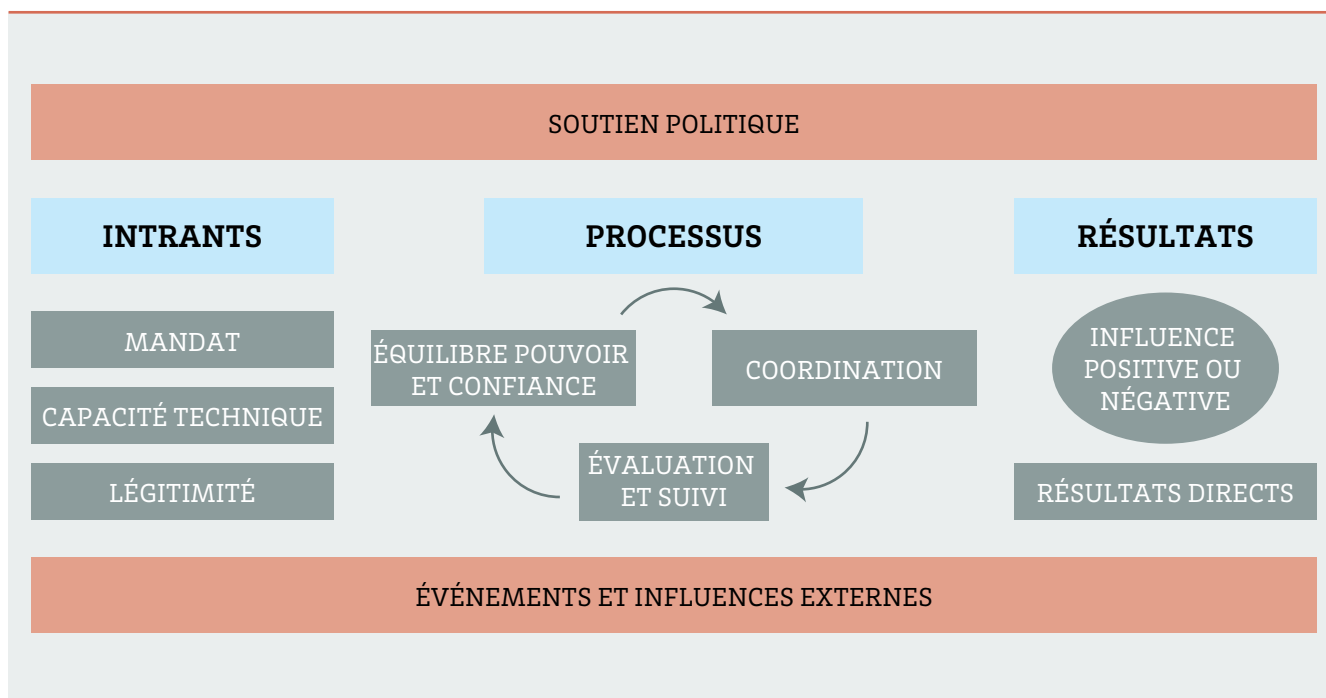 SOUTIEN POLITIQUE
INTRANTS
MANDAT
CAPACITÉ TECHNIQUE
LÉGITIMITÉ
PROCESSUS
ÉQUILIBRE POUVOIR
ET CONFIANCE
COORDINATION
ÉVALUATION
ET SUIVI
RÉSULTATS
INFLUENCE
POSITIVE OU
NÉGATIVE
RÉSULTATS DIRECTS
ÉVÉNEMENTS ET INFLUENCES EXTERNES